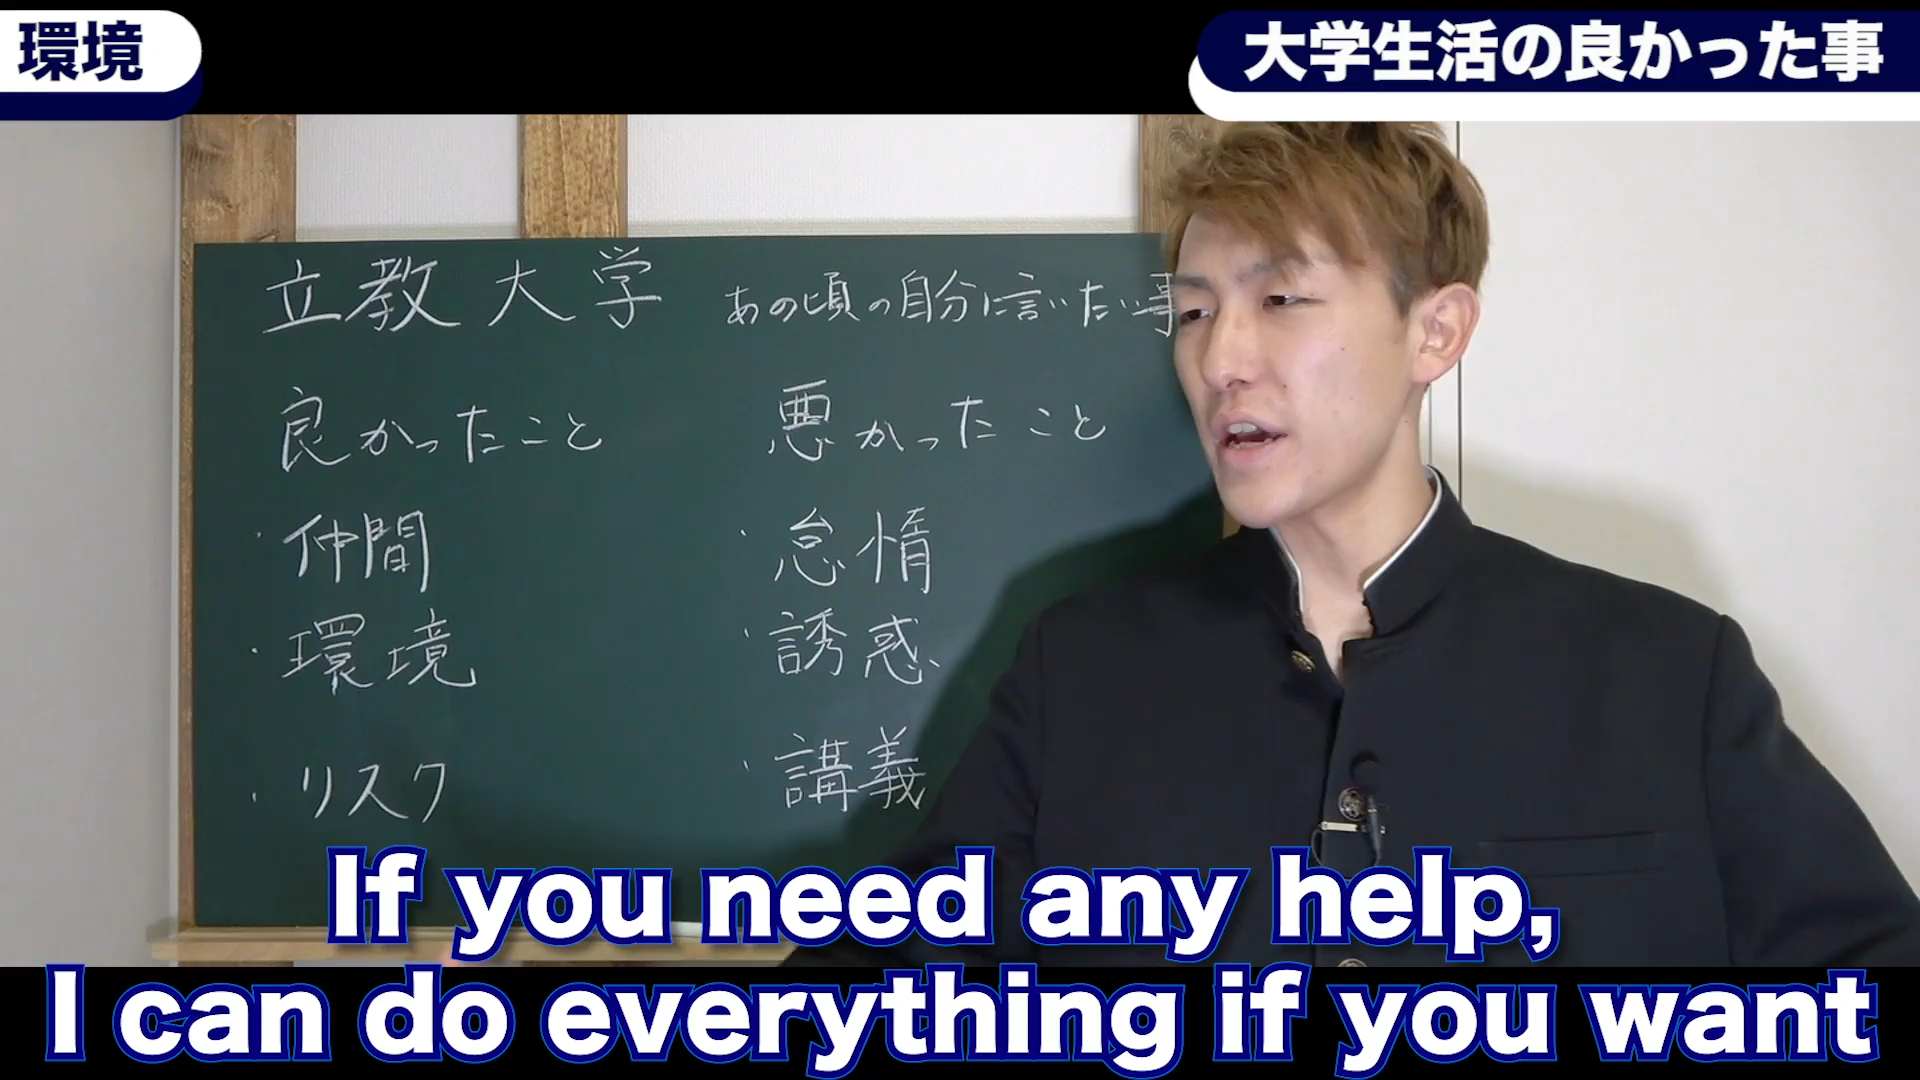 環境
大学生活の良かった事
立教大学 あの頃の自分に言いたい事
良かったこと
悪かったこと
・仲間
・怠惰
・環境
・誘惑
・リスク
・講義
If you need any help,
I can do everything if you want